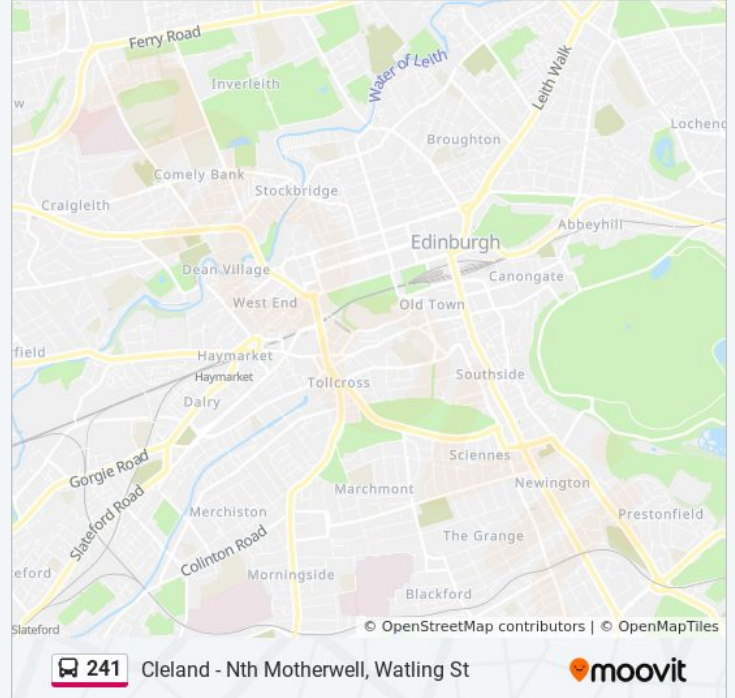 Ferry Road
Water of Leith
Leith Walk
Inverleith
w
Lochend
Broughton
Comely Bank
Stockbridge
Craigleith
Abbeyhill
Edinburgh
Dean Village
Canongate
West End
Old Town
field
Haymarket
Haymarket
Southside
Tollcross
Dalry
Gorgie Road
Sciennes
Newington
Marchmont
Slateford Road
Merchiston
Prestonfield
The Grange
Colinton Road
eford
Morningside
Blackford
Slateford
© OpenStreetMap contributors | © OpenMapTiles
241 Cleland - Nth Motherwell, Watling St
moovit